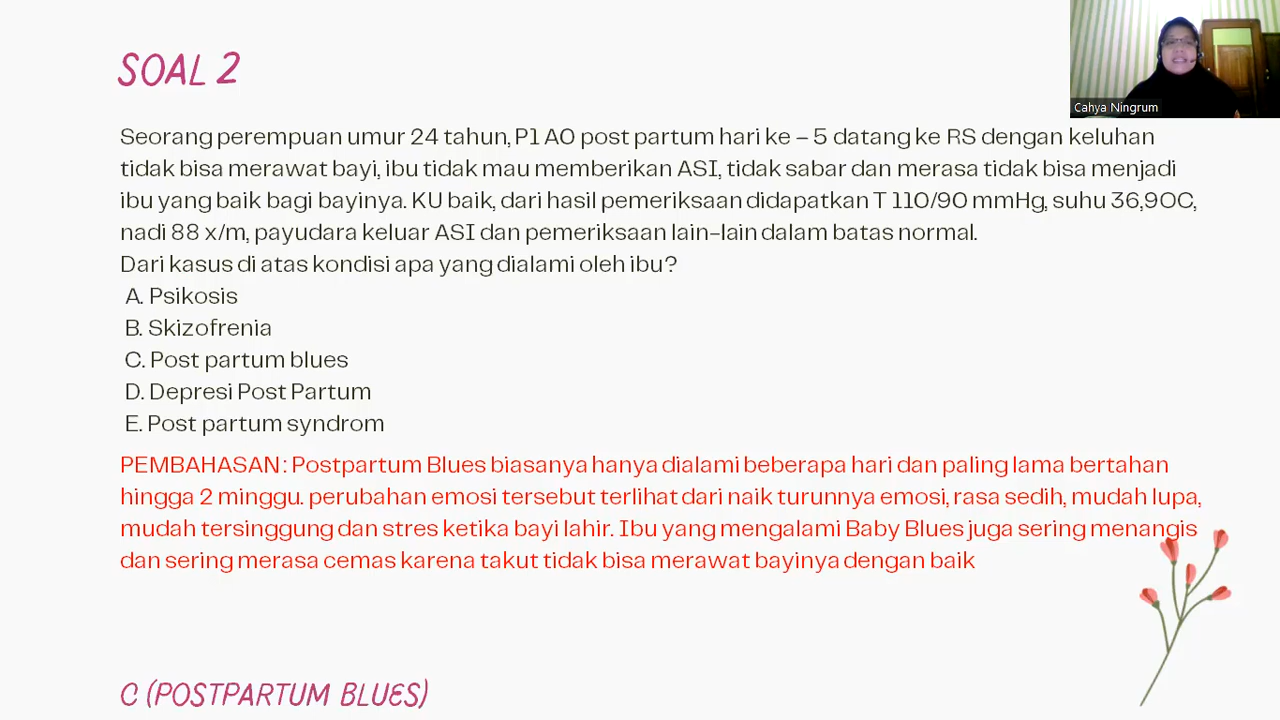 SOAL 2
Cahya Ningrum
Seorang perempuan umur 24 tahun, P1 A0 post partum hari ke – 5 datang ke RS dengan keluhan
tidak bisa merawat bayi, ibu tidak mau memberikan ASI, tidak sabar dan merasa tidak bisa menjadi
ibu yang baik bagi bayinya. KU baik, dari hasil pemeriksaan didapatkan T 110/90 mmHg, suhu 36,9OC,
nadi 88 x/m, payudara keluar ASI dan pemeriksaan lain-lain dalam batas normal.
Dari kasus di atas kondisi apa yang dialami oleh ibu?
A. Psikosis
B. Skizofrenia
C. Post partum blues
D. Depresi Post Partum
E. Post partum syndrom
PEMBAHASAN : Postpartum Blues biasanya hanya dialami beberapa hari dan paling lama bertahan
hingga 2 minggu. perubahan emosi tersebut terlihat dari naik turunnya emosi, rasa sedih, mudah lupa,
mudah tersinggung dan stres ketika bayi lahir. Ibu yang mengalami Baby Blues juga sering menangis
dan sering merasa cemas karena takut tidak bisa merawat bayinya dengan baik
C (POSTPARTUM BLUES)